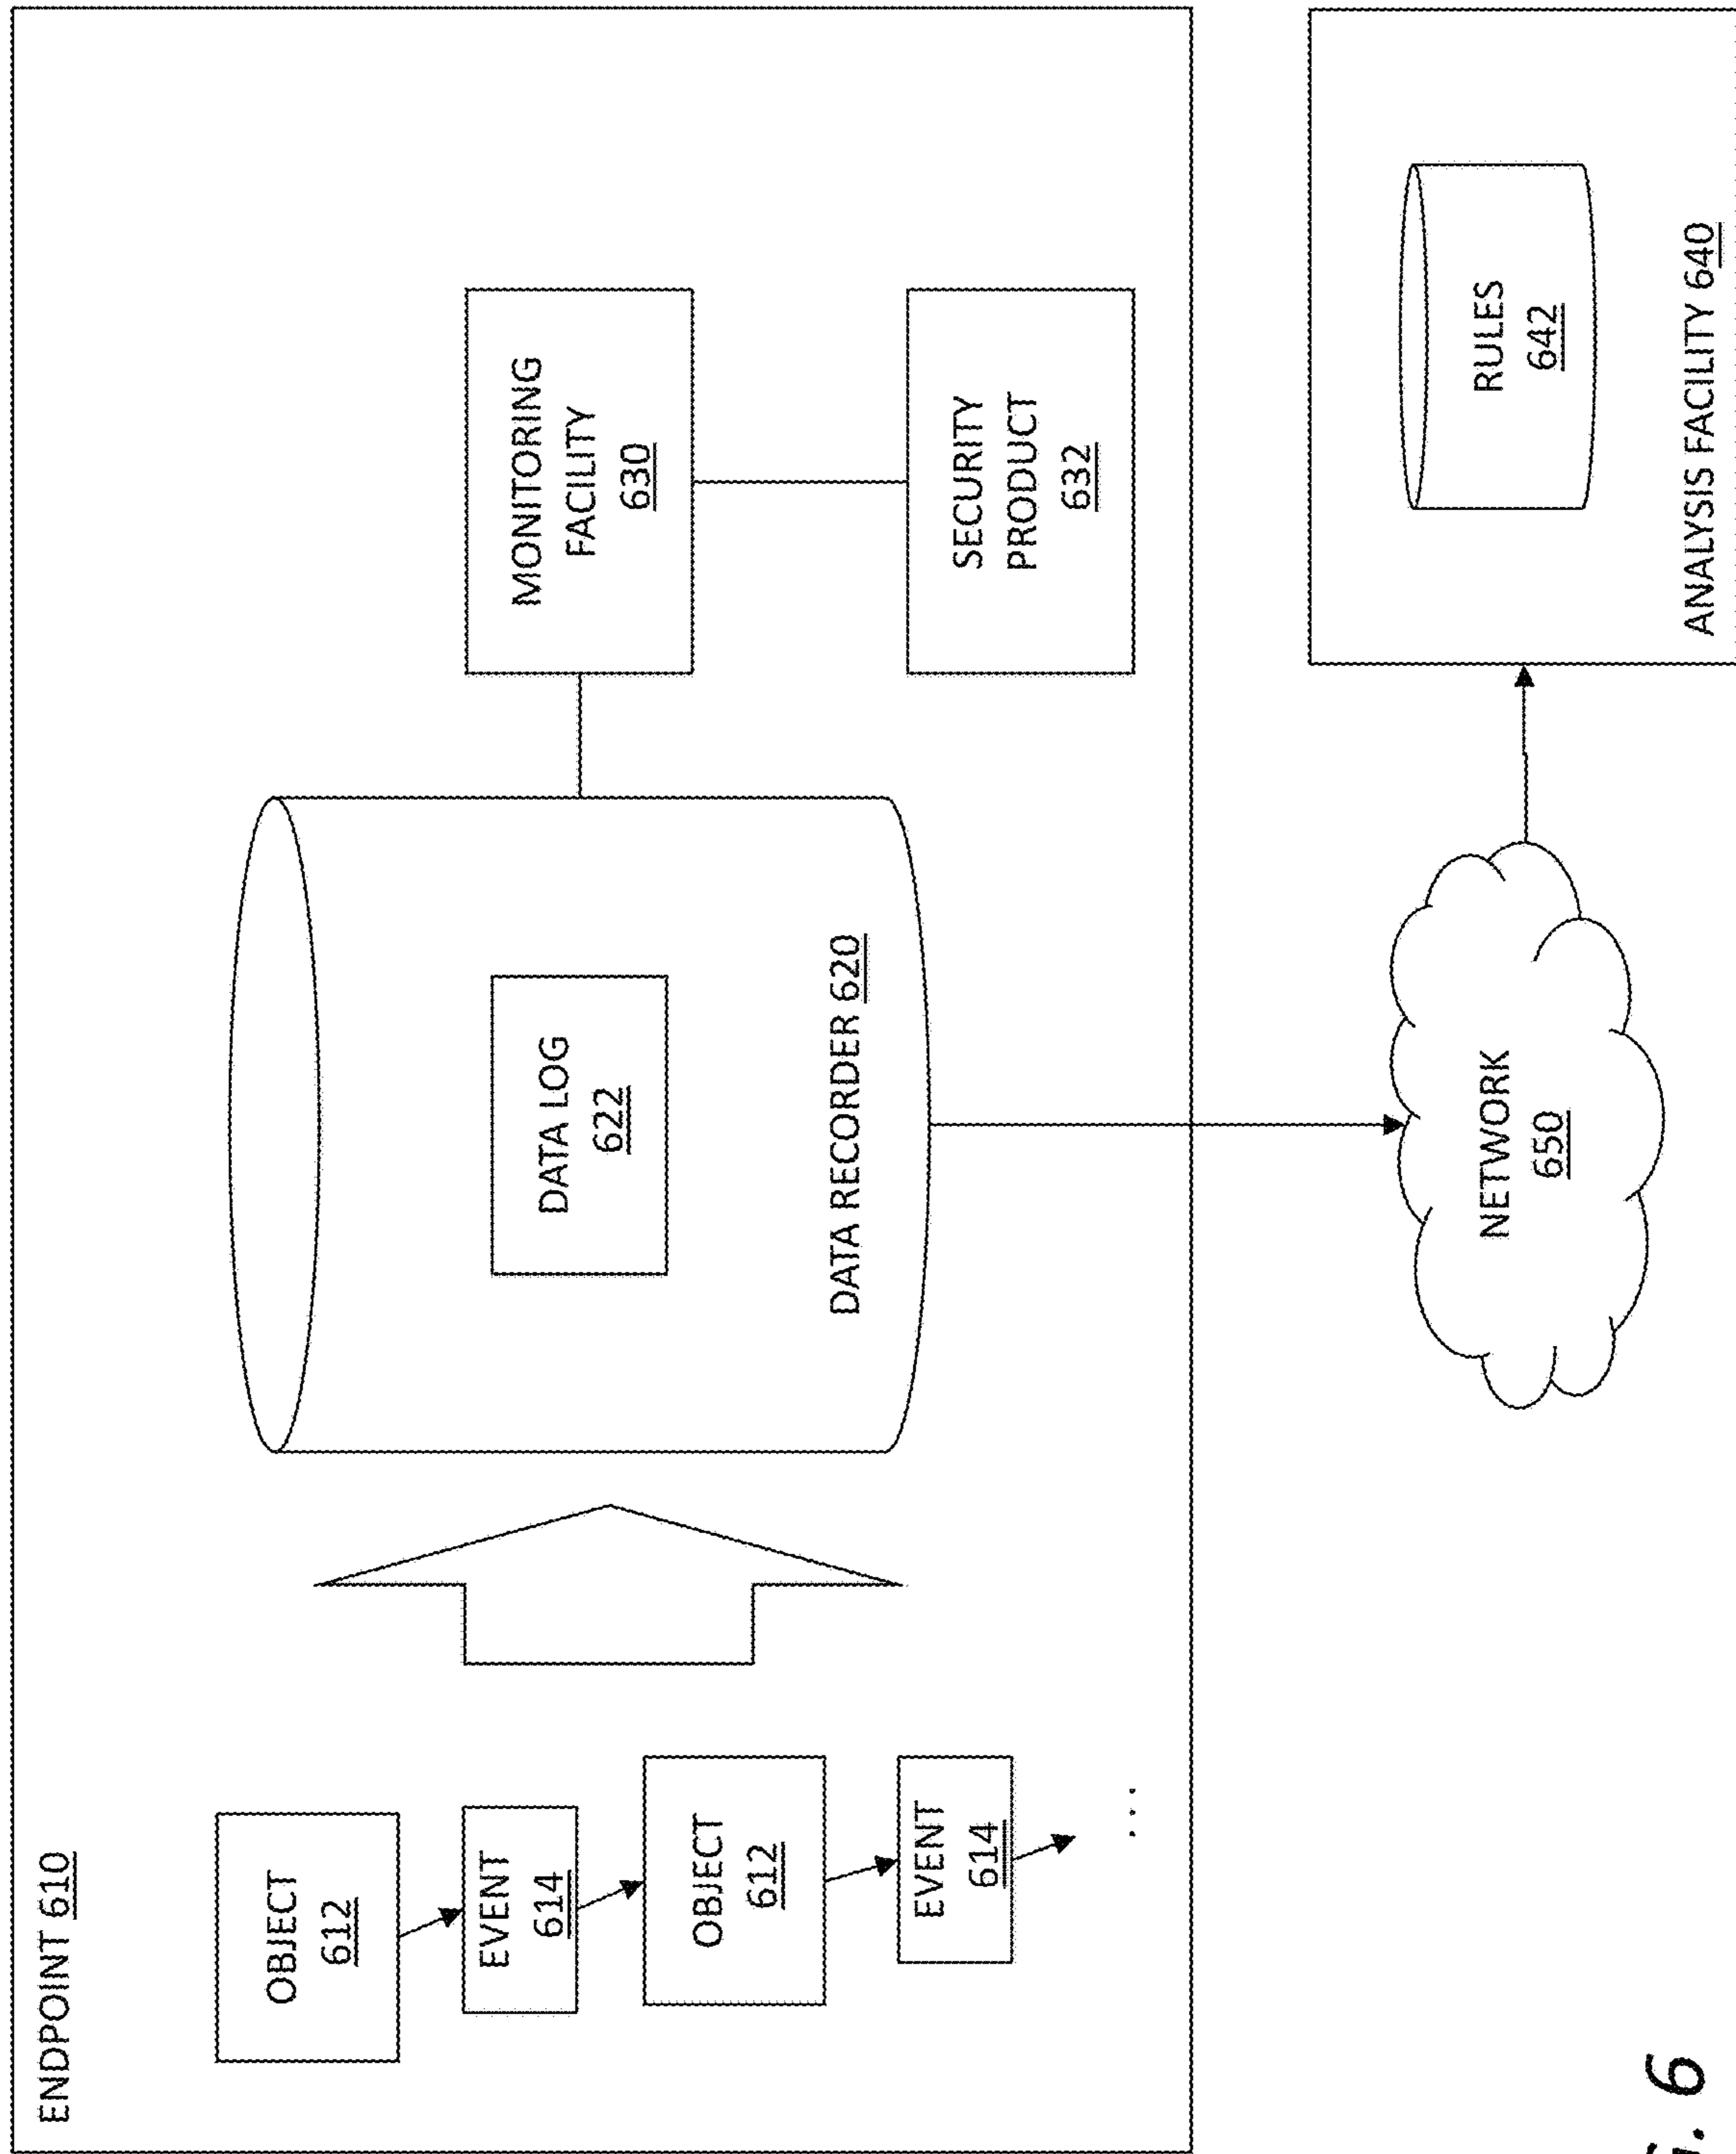 ENDPOINT 610
OBJECT
612
EVENT
614
OBJECT
612
EVENT
614
...
DATA LOG
622
DATA RECORDER 620
MONITORING
FACILITY
630
SECURITY
PRODUCT
632
NETWORK
650
RULES
642
ANALYSIS FACILITY 640
6